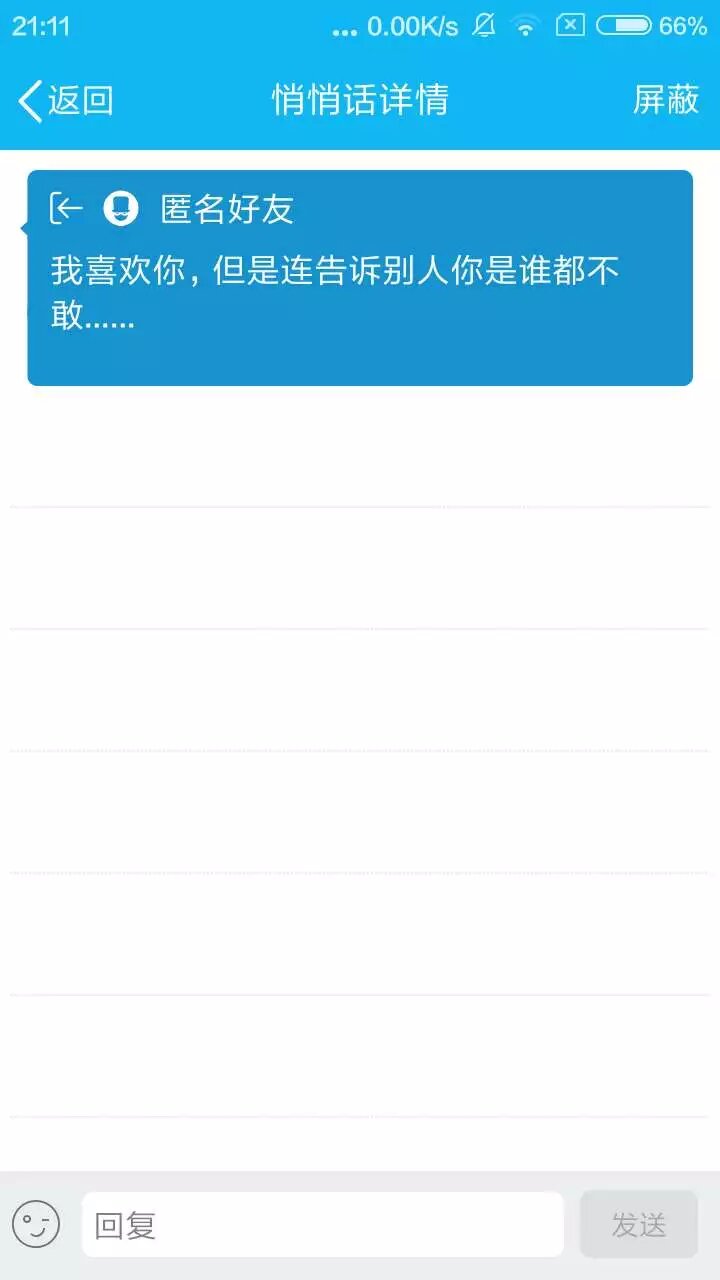 21:11 ... 0.00K/s 66%
返回 悄悄话详情 屏蔽
匿名好友
我喜欢你，但是连告诉别人你是谁都不
敢......
回复 发送